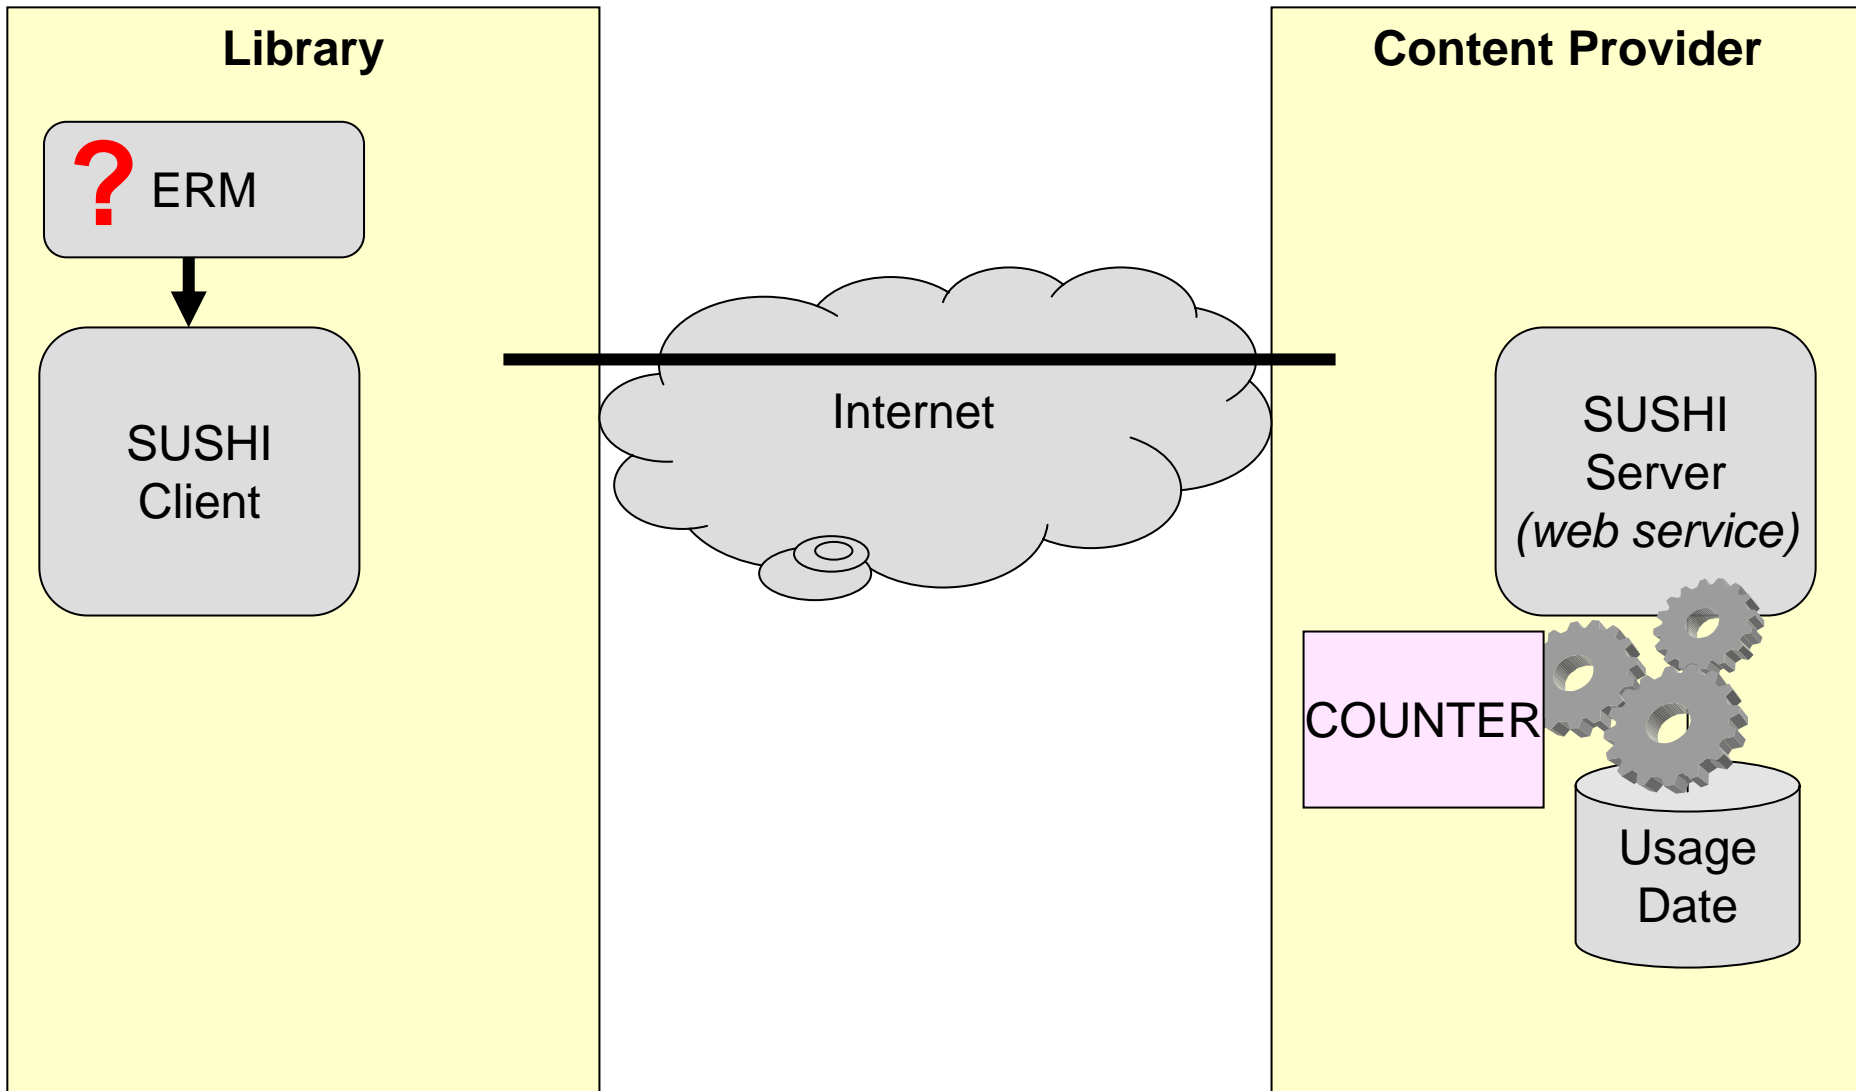 Library
? ERM
SUSHI
Client
Internet
Content Provider
SUSHI
Server
(web service)
COUNTER
Usage
Date